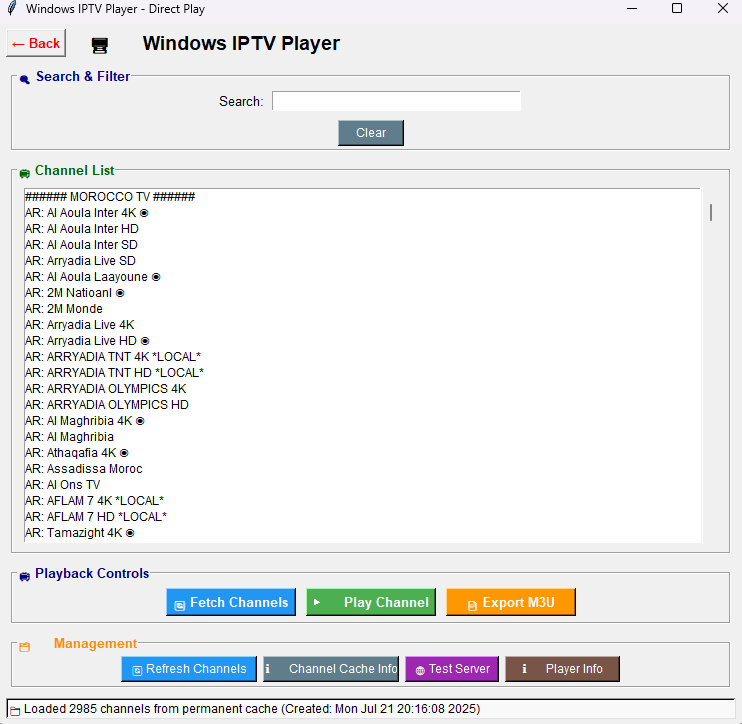 Windows IPTV Player - Direct Play
← Back
Windows IPTV Player
Search & Filter
Search:
Clear
Channel List
###### MOROCCO TV ######
AR: Al Aoula Inter 4K ◉
AR: Al Aoula Inter HD
AR: Al Aoula Inter SD
AR: Arryadia Live SD
AR: Al Aoula Laayoune ◉
AR: 2M Natioanl ◉
AR: 2M Monde
AR: Arryadia Live 4K
AR: Arryadia Live HD ◉
AR: ARRYADIA TNT 4K *LOCAL*
AR: ARRYADIA TNT HD *LOCAL*
AR: ARRYADIA OLYMPICS 4K
AR: ARRYADIA OLYMPICS HD
AR: Al Maghribia 4K ◉
AR: Al Maghribia
AR: Athaqafia 4K ◉
AR: Assadissa Moroc
AR: Al Ons TV
AR: AFLAM 7 4K *LOCAL*
AR: AFLAM 7 HD *LOCAL*
AR: Tamazight 4K ◉
Playback Controls
Fetch Channels Play Channel Export M3U
Management
Refresh Channels Channel Cache Info Test Server Player Info
Loaded 2985 channels from permanent cache (Created: Mon Jul 21 20:16:08 2025)